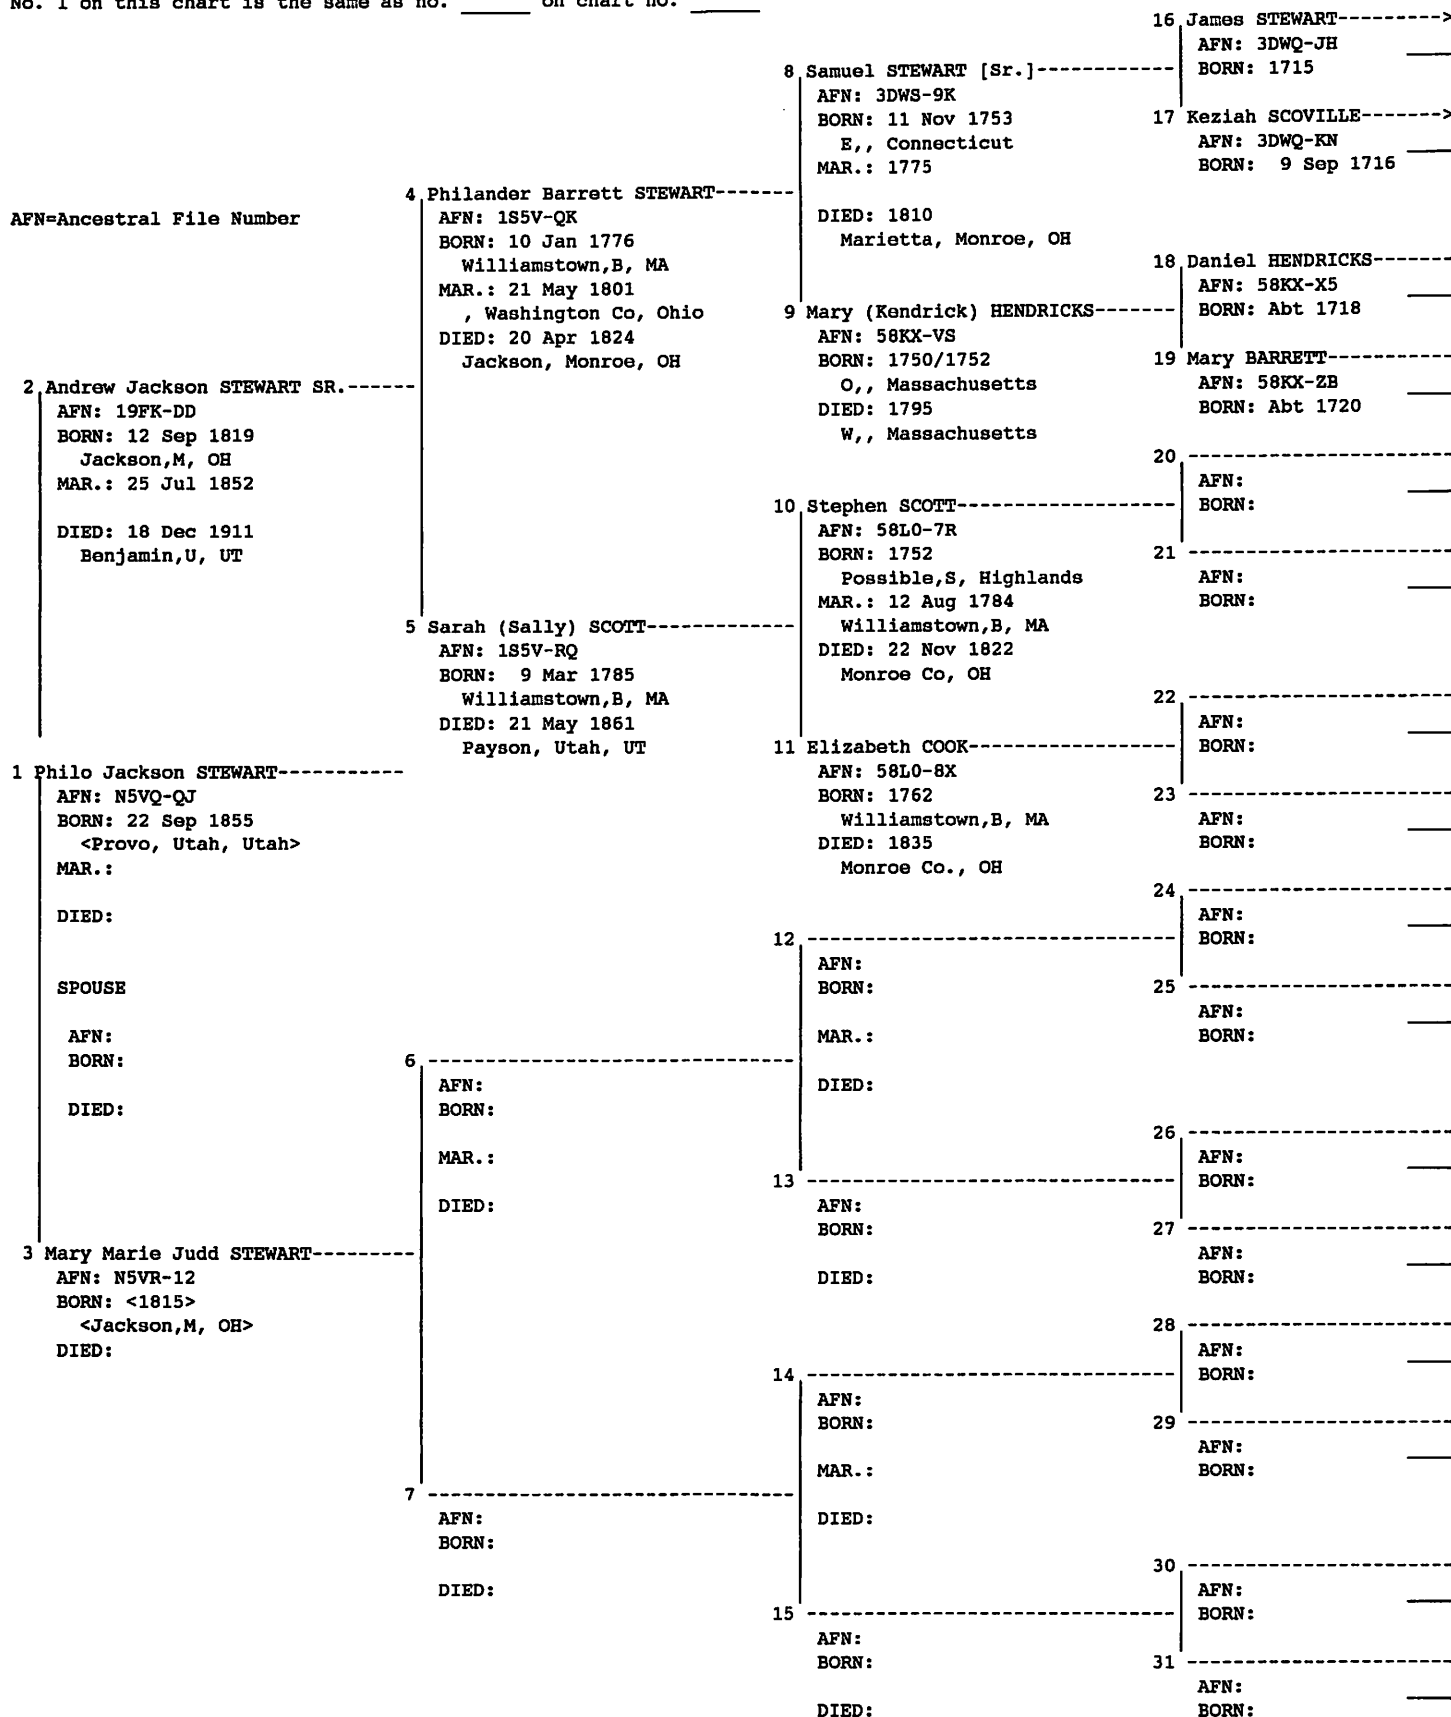 No. 1 on this chart is the same as no. ______ on chart no. ______
16 James STEWART--------->
AFN: 3DWQ-JH
BORN: 1715
8 Samuel STEWART [Sr.]------------
AFN: 3DWS-9K
BORN: 11 Nov 1753
E,, Connecticut
MAR.: 1775
DIED: 1810
Marietta, Monroe, OH
17 Keziah SCOVILLE------->
AFN: 3DWQ-KN
BORN: 9 Sep 1716
4 Philander Barrett STEWART-------
AFN: 1S5V-QK
BORN: 10 Jan 1776
Williamstown,B, MA
MAR.: 21 May 1801
, Washington Co, Ohio
DIED: 20 Apr 1824
Jackson, Monroe, OH
AFN=Ancestral File Number
18 Daniel HENDRICKS-------
AFN: 58KX-X5
BORN: Abt 1718
9 Mary (Kendrick) HENDRICKS-------
AFN: 58KX-VS
BORN: 1750/1752
O,, Massachusetts
DIED: 1795
W,, Massachusetts
19 Mary BARRETT-----------
AFN: 58KX-ZB
BORN: Abt 1720
2 Andrew Jackson STEWART SR.------
AFN: 19FK-DD
BORN: 12 Sep 1819
Jackson,M, OH
MAR.: 25 Jul 1852
DIED: 18 Dec 1911
Benjamin,U, UT
20
AFN:
BORN:
10 Stephen SCOTT------------------
AFN: 58L0-7R
BORN: 1752
Possible,S, Highlands
MAR.: 12 Aug 1784
Williamstown,B, MA
DIED: 22 Nov 1822
Monroe Co, OH
21
AFN:
BORN:
5 Sarah (Sally) SCOTT-------------
AFN: 1S5V-RQ
BORN: 9 Mar 1785
Williamstown,B, MA
DIED: 21 May 1861
Payson, Utah, UT
22
AFN:
BORN:
11 Elizabeth COOK-----------------
AFN: 58L0-8X
BORN: 1762
Williamstown,B, MA
DIED: 1835
Monroe Co., OH
23
AFN:
BORN:
1 Philo Jackson STEWART-----------
AFN: N5VQ-QJ
BORN: 22 Sep 1855
<Provo, Utah, Utah>
MAR.:
DIED:
SPOUSE
AFN:
BORN:
DIED:
24
AFN:
BORN:
12
AFN:
BORN:
MAR.:
DIED:
25
AFN:
BORN:
6
AFN:
BORN:
MAR.:
DIED:
26
AFN:
BORN:
13
AFN:
BORN:
DIED:
27
AFN:
BORN:
3 Mary Marie Judd STEWART---------
AFN: N5VR-12
BORN: <1815>
<Jackson,M, OH>
DIED:
28
AFN:
BORN:
14
AFN:
BORN:
MAR.:
DIED:
29
AFN:
BORN:
7
AFN:
BORN:
DIED:
30
AFN:
BORN:
15
AFN:
BORN:
DIED:
31
AFN:
BORN: